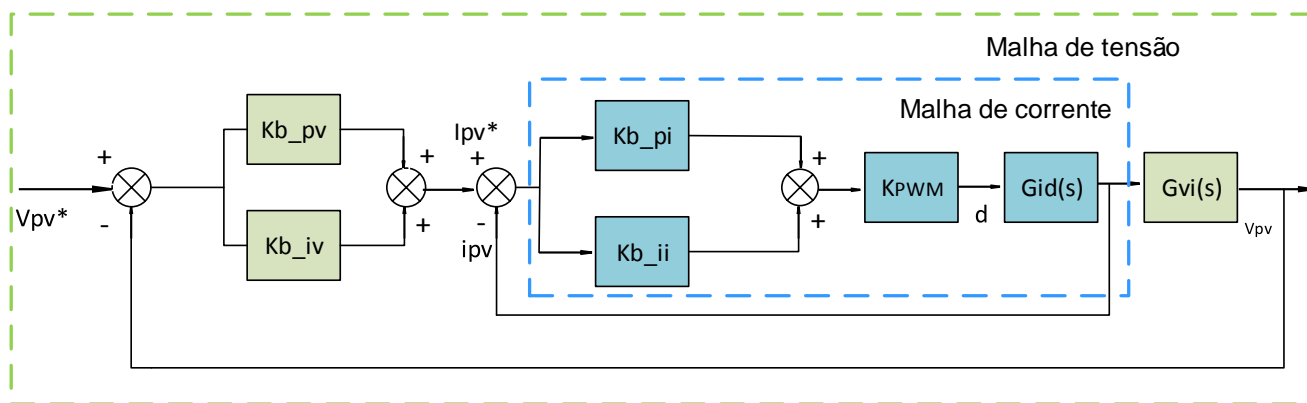 Malha de tensão
Malha de corrente
Kb_pv
Kb_pi
Ipv*
+
+
+
+
+
KPWM
Gid(s)
Gvi(s)
Vpv*
-
Kb_iv
+
-
ipv
Kb_ii
+
d
Vpv